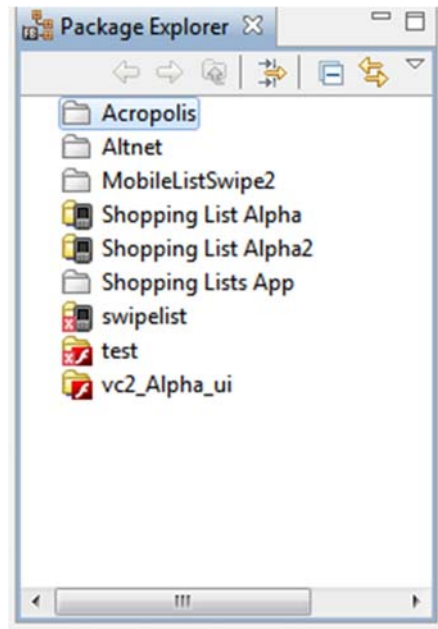 Package Explorer
Acropolis
Altnet
MobileListSwipe2
Shopping List Alpha
Shopping List Alpha2
Shopping Lists App
swipelist
test
vc2_Alpha_ui